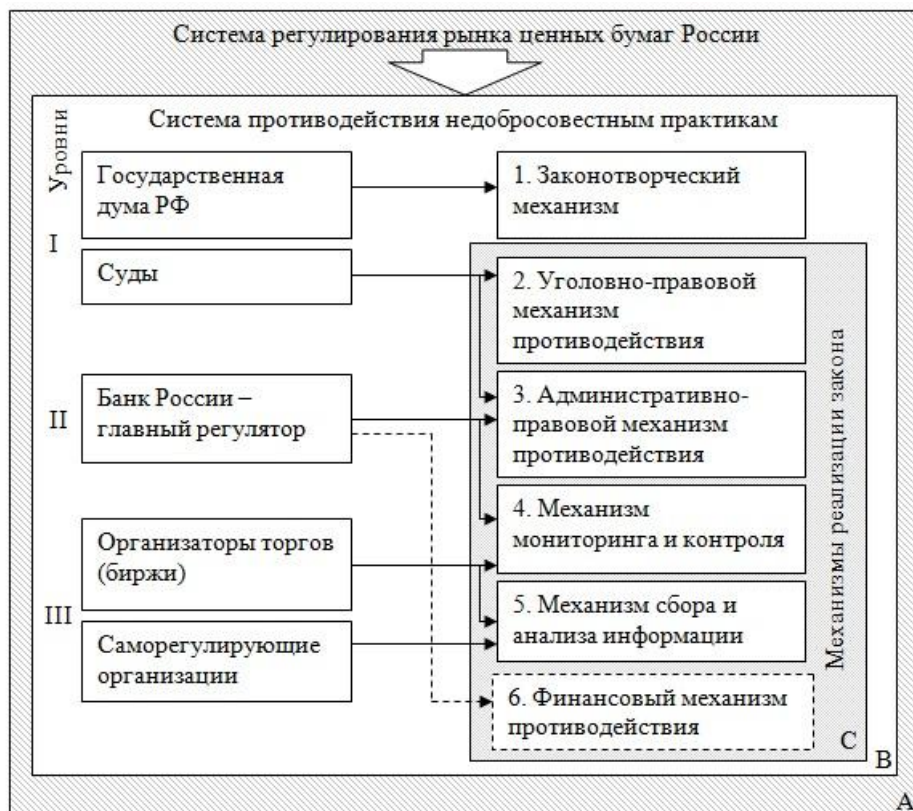 Система регулирования рынка ценных бумаг России
Система противодействия недобросовестным практикам
Уровни
Государственная
дума РФ
1. Законотворческий
механизм
I
Суды
2. Уголовно-правовой
механизм
противодействия
II
Банк России –
главный регулятор
3. Административно-
правовой механизм
противодействия
4. Механизм
мониторинга и контроля
Организаторы торгов
(биржи)
III
5. Механизм сбора и
анализа информации
Саморегулирующие
организации
6. Финансовый механизм
противодействия
Механизмы реализации закона
C
B
A